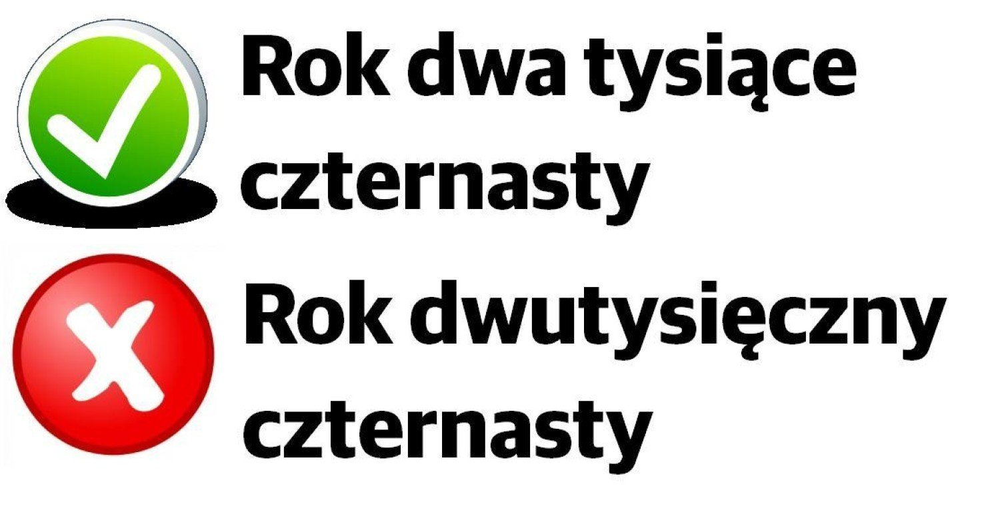 Rok dwa tysiące
czternasty
Rok dwutysięczny
czternasty